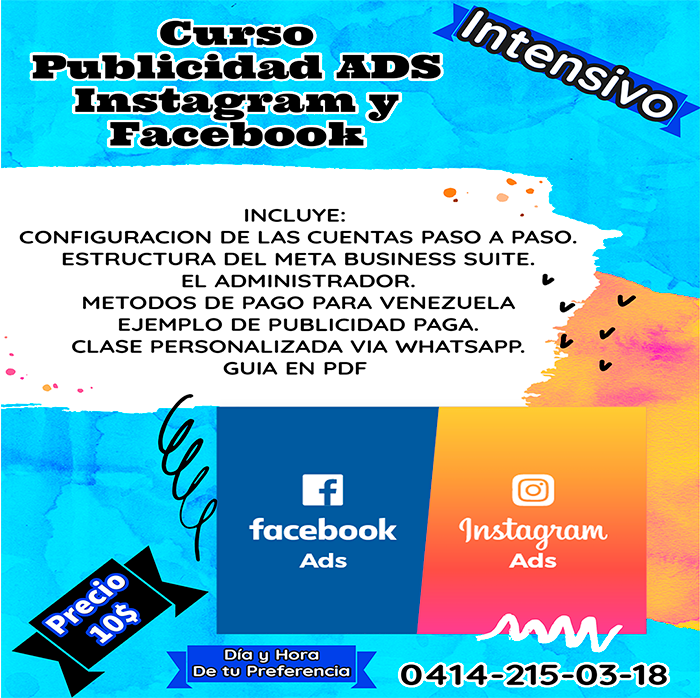 Curso
Publicidad ADS
Instagram y
Facebook
Intensivo
INCLUYE:
CONFIGURACION DE LAS CUENTAS PASO A PASO.
ESTRUCTURA DEL META BUSINESS SUITE.
EL ADMINISTRADOR.
METODOS DE PAGO PARA VENEZUELA
EJEMPLO DE PUBLICIDAD PAGA.
CLASE PERSONALIZADA VIA WHATSAPP.
GUIA EN PDF
facebook
Ads
Instagram
Ads
Precio
10$
Día y Hora
De tu Preferencia
0414-215-03-18